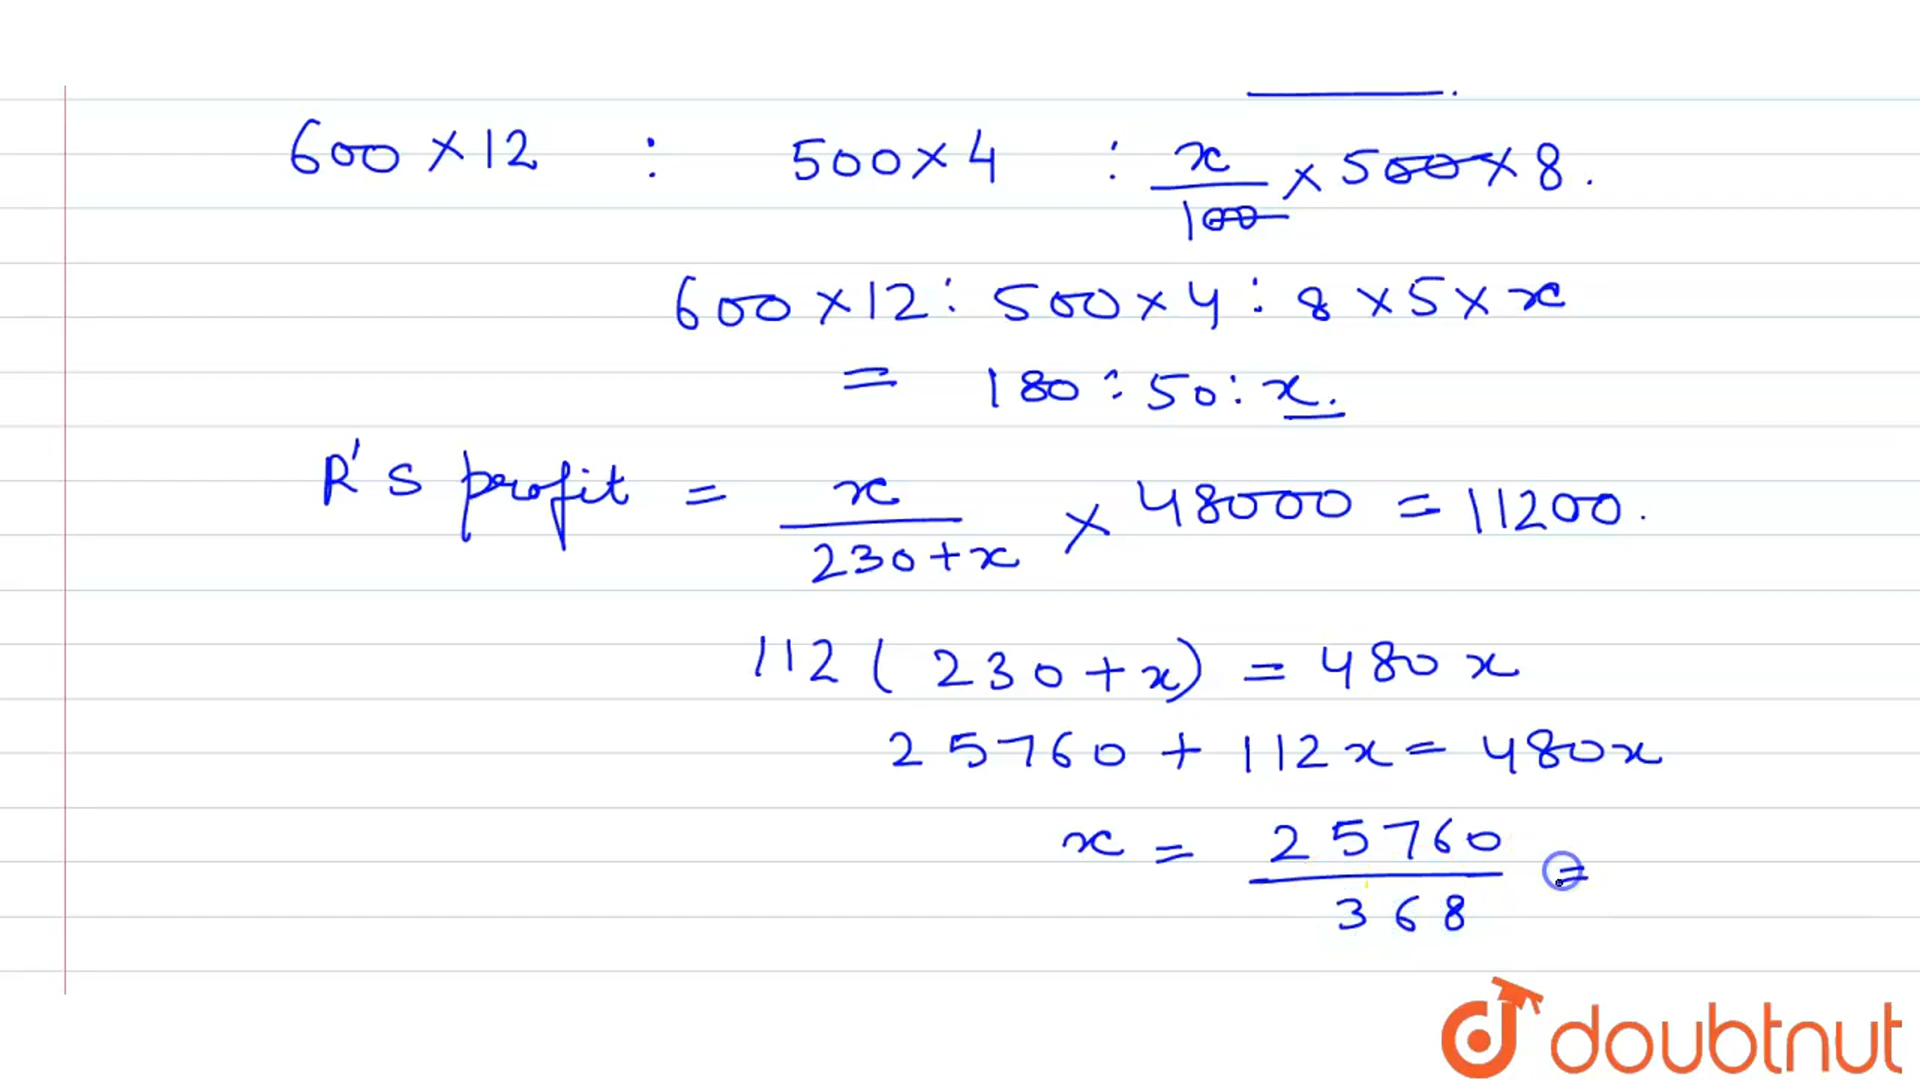 600 × 12 : 500 × 4 : x/100 × 500 × 8.
600 × 12 : 500 × 4 : 8 × 5 × x
= 180 : 50 : x.
R's profit = x/230+x × 48000 = 11200.
112 ( 230 + x) = 480 x
25760 + 112 x = 480x
x = 25760/368 =
doubtnut